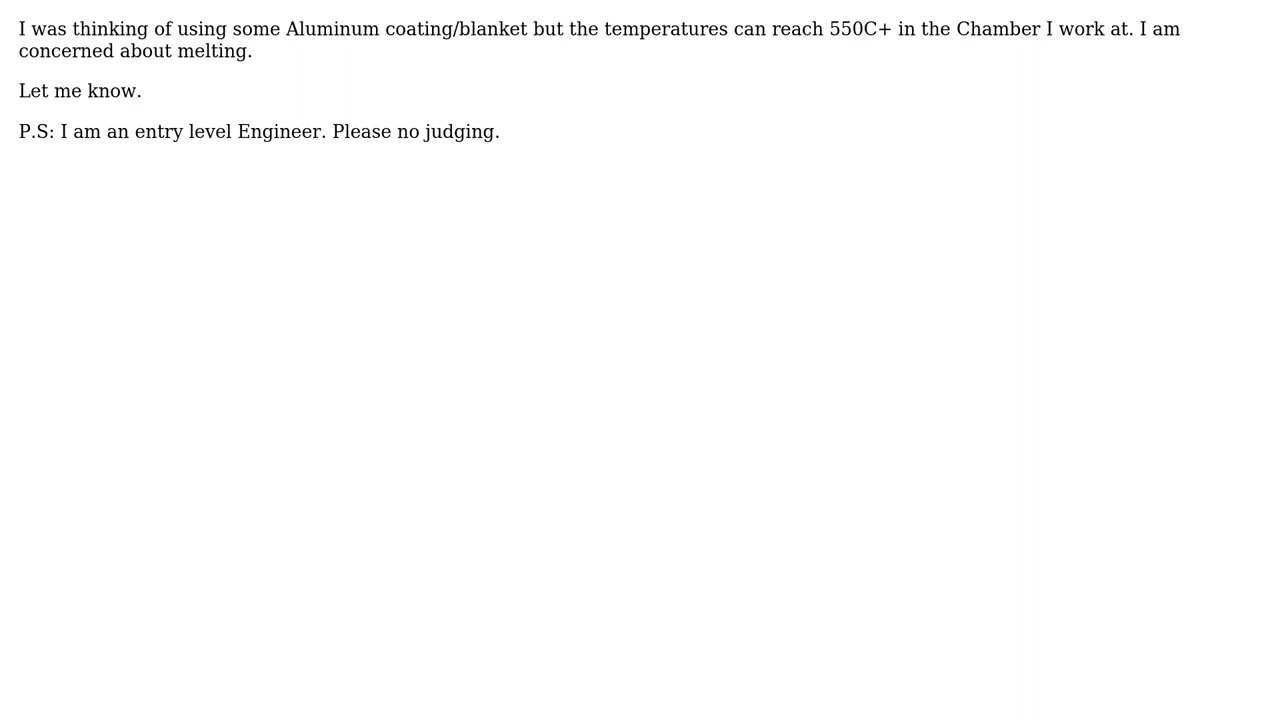 I was thinking of using some Aluminum coating/blanket but the temperatures can reach 550C+ in the Chamber I work at. I am
concerned about melting.
Let me know.
P.S: I am an entry level Engineer. Please no judging.